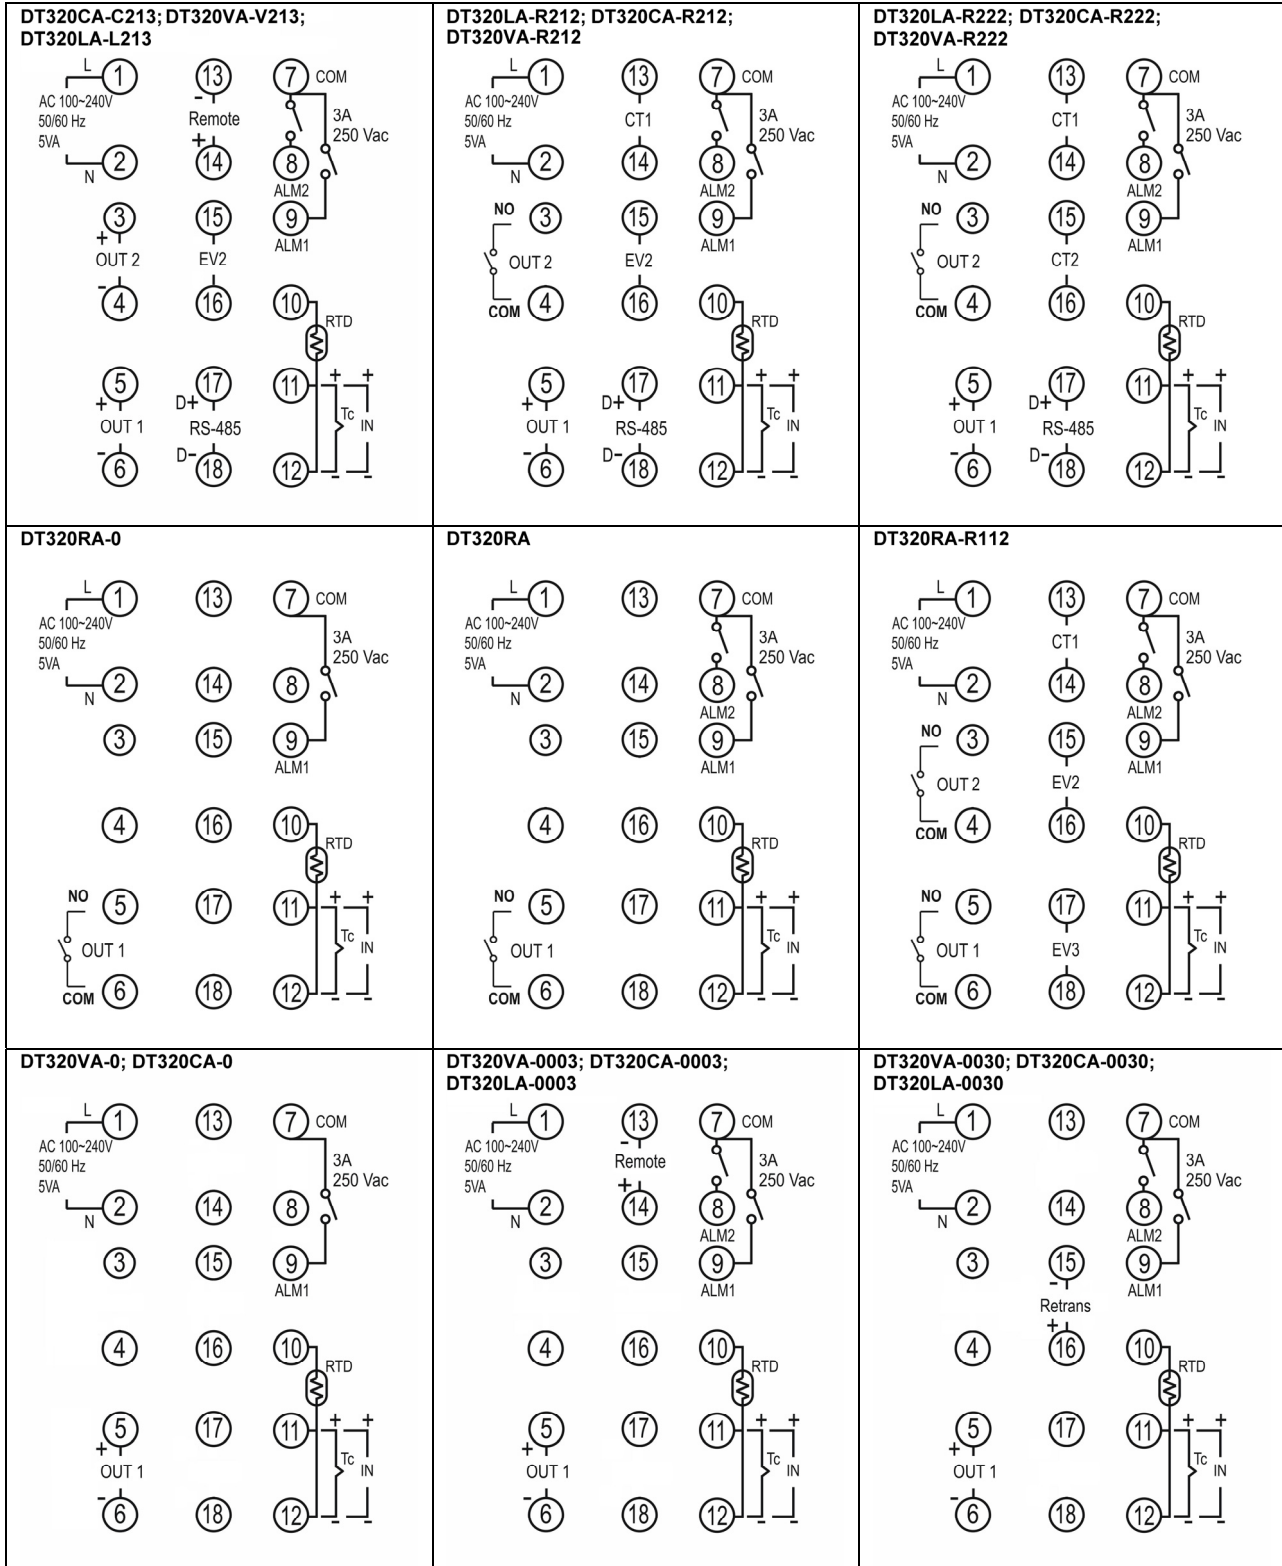 DT320CA-C213; DT320VA-V213;
DT320LA-L213
L 1 13 7 COM
AC 100~240V
50/60 Hz
5VA
-
Remote
+
3A
250 Vac
N 2 14 8
ALM2
3 15 9
ALM1
+
OUT 2 EV2
-
4 16 10
RTD
5 17 11 + +
+ D+
OUT 1 RS-485 Tc IN
- D-
6 18 12 - -
DT320LA-R212; DT320CA-R212;
DT320VA-R212
L 1 13 7 COM
AC 100~240V
50/60 Hz
5VA
CT1
3A
250 Vac
N 2 14 8
ALM2
NO 3 15 9
ALM1
OUT 2 EV2
COM 4 16 10
RTD
5 17 11 + +
+ D+
OUT 1 RS-485 Tc IN
- D-
6 18 12 - -
DT320LA-R222; DT320CA-R222;
DT320VA-R222
L 1 13 7 COM
AC 100~240V
50/60 Hz
5VA
CT1
3A
250 Vac
N 2 14 8
ALM2
NO 3 15 9
ALM1
OUT 2 CT2
COM 4 16 10
RTD
5 17 11 + +
+ D+
OUT 1 RS-485 Tc IN
- D-
6 18 12 - -
DT320RA-0
L 1 13 7 COM
AC 100~240V
50/60 Hz
5VA
3A
250 Vac
N 2 14 8
3 15 9
ALM1
4 16 10
RTD
NO 5 17 11 + +
OUT 1 Tc IN
COM 6 18 12 - -
DT320RA
L 1 13 7 COM
AC 100~240V
50/60 Hz
5VA
3A
250 Vac
N 2 14 8
ALM2
3 15 9
ALM1
4 16 10
RTD
NO 5 17 11 + +
OUT 1 Tc IN
COM 6 18 12 - -
DT320RA-R112
L 1 13 7 COM
AC 100~240V
50/60 Hz
5VA
CT1
3A
250 Vac
N 2 14 8
ALM2
NO 3 15 9
ALM1
OUT 2 EV2
COM 4 16 10
RTD
NO 5 17 11 + +
OUT 1 EV3 Tc IN
COM 6 18 12 - -
DT320VA-0; DT320CA-0
L 1 13 7 COM
AC 100~240V
50/60 Hz
5VA
3A
250 Vac
N 2 14 8
3 15 9
ALM1
4 16 10
RTD
5 17 11 + +
+
OUT 1 Tc IN
-
6 18 12 - -
DT320VA-0003; DT320CA-0003;
DT320LA-0003
L 1 13 7 COM
AC 100~240V
50/60 Hz
5VA
-
Remote
+
3A
250 Vac
N 2 14 8
ALM2
3 15 9
ALM1
4 16 10
RTD
5 17 11 + +
+
OUT 1 Tc IN
-
6 18 12 - -
DT320VA-0030; DT320CA-0030;
DT320LA-0030
L 1 13 7 COM
AC 100~240V
50/60 Hz
5VA
3A
250 Vac
N 2 14 8
ALM2
3 15 9
ALM1
-
Retrans
+
4 16 10
RTD
5 17 11 + +
+
OUT 1 Tc IN
-
6 18 12 - -